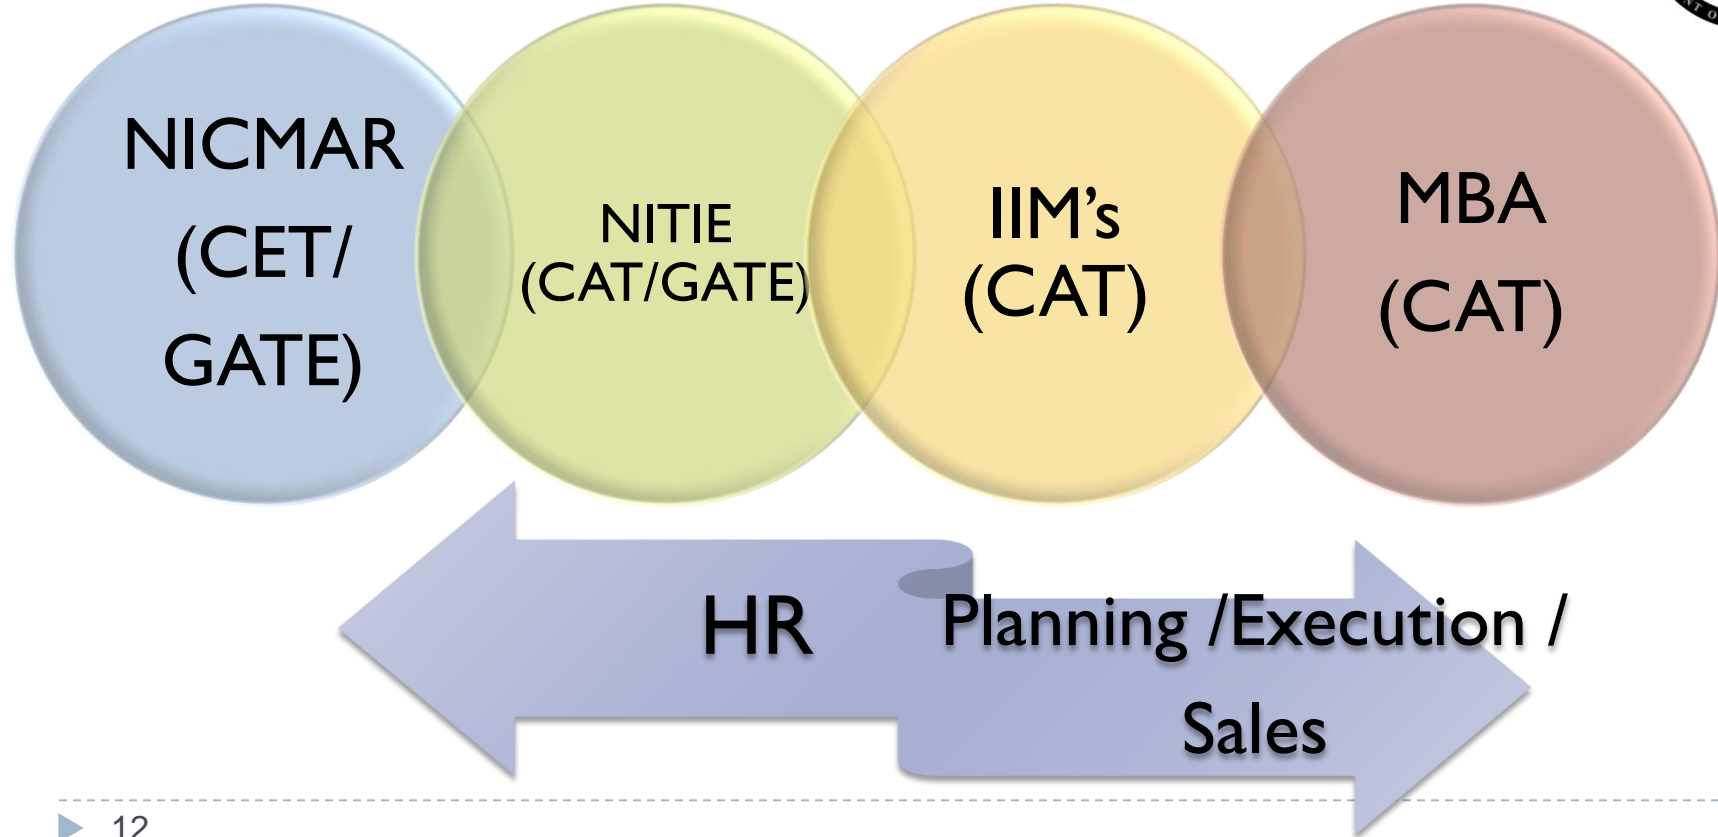 NICMAR
(CET/
GATE)
NITIE
(CAT/GATE)
IIM’s
(CAT)
MBA
(CAT)
HR
Planning /Execution /
Sales
12